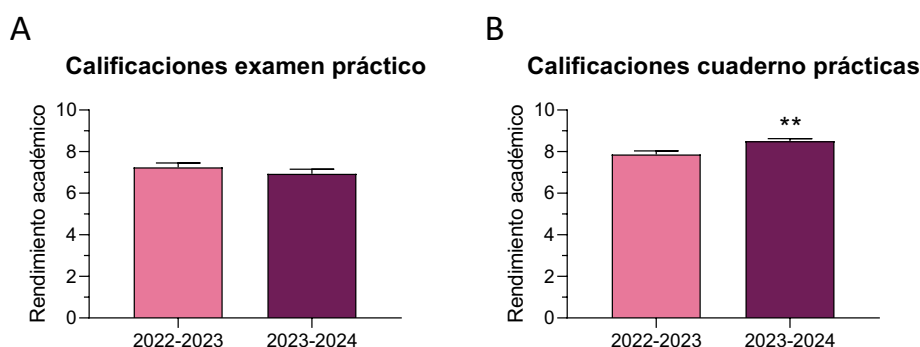 A
Calificaciones examen práctico
Rendimiento académico
10
8
6
4
2
0
2022-2023
2023-2024
B
Calificaciones cuaderno prácticas
Rendimiento académico
10
8
6
4
2
0
**
2022-2023
2023-2024